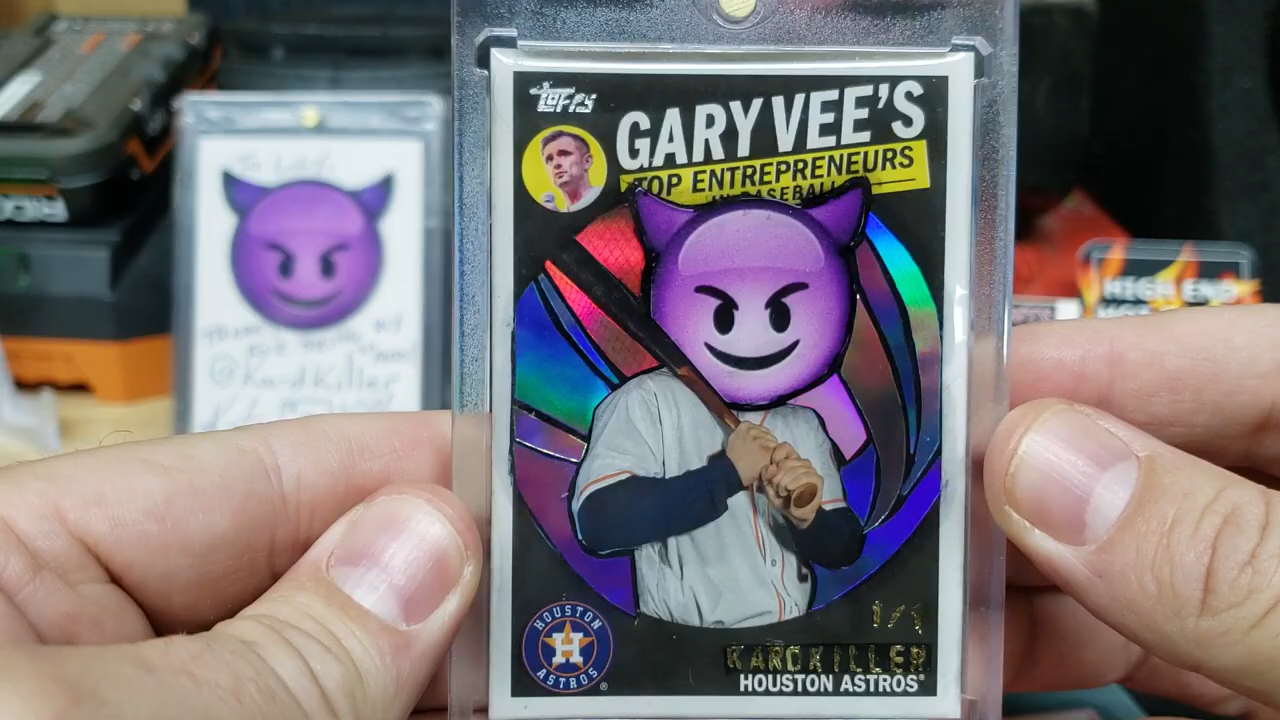 TOPPS
GARY VEE'S
TOP ENTREPRENEURS
IN BASEBALL
HOUSTON
H
ASTROS
1/1
KARDKILLER
HOUSTON ASTROS
@KardKiller
HIGH END